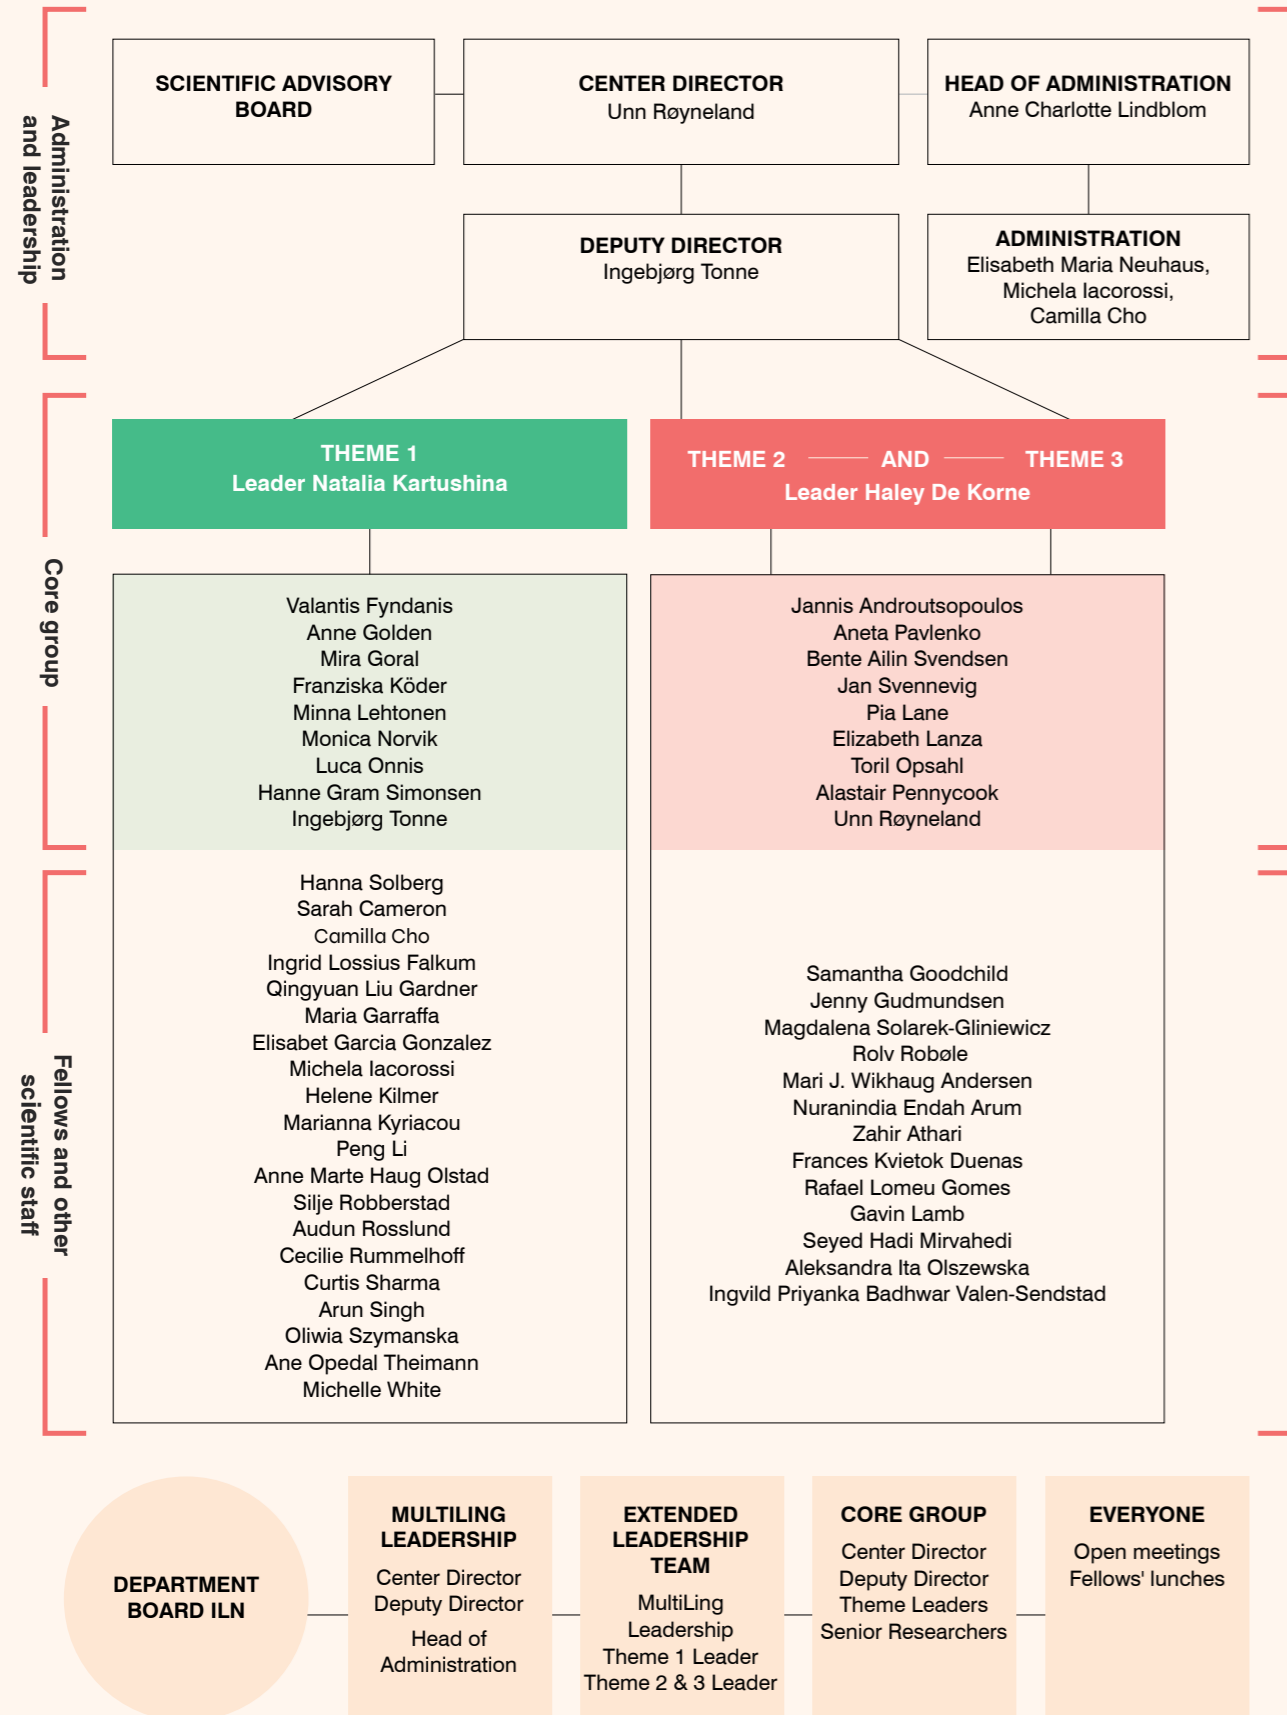 Administration
and leadership
SCIENTIFIC ADVISORY
BOARD
CENTER DIRECTOR
Unn Røyneland
HEAD OF ADMINISTRATION
Anne Charlotte Lindblom
DEPUTY DIRECTOR
Ingebjørg Tonne
ADMINISTRATION
Elisabeth Maria Neuhaus,
Michela Iacorossi,
Camilla Cho
Core group
THEME 1
Leader Natalia Kartushina
THEME 2 AND THEME 3
Leader Haley De Korne
Valantis Fyndanis
Anne Golden
Mira Goral
Franziska Köder
Minna Lehtonen
Monica Norvik
Luca Onnis
Hanne Gram Simonsen
Ingebjørg Tonne
Jannis Androutsopoulos
Aneta Pavlenko
Bente Ailin Svendsen
Jan Svennevig
Pia Lane
Elizabeth Lanza
Toril Opsahl
Alastair Pennycook
Unn Røyneland
Fellows and other
scientific staff
Hanna Solberg
Sarah Cameron
Camilla Cho
Ingrid Lossius Falkum
Qingyuan Liu Gardner
Maria Garraffa
Elisabet Garcia Gonzalez
Michela Iacorossi
Helene Kilmer
Marianna Kyriacou
Peng Li
Anne Marte Haug Olstad
Silje Robberstad
Audun Rosslund
Cecilie Rummelhoff
Curtis Sharma
Arun Singh
Oliwia Szymanska
Ane Opedal Theimann
Michelle White
Samantha Goodchild
Jenny Gudmundsen
Magdalena Solarek-Gliniewicz
Rolv Robøle
Mari J. Wikhaug Andersen
Nuranindia Endah Arum
Zahir Athari
Frances Kvietok Duenas
Rafael Lomeu Gomes
Gavin Lamb
Seyed Hadi Mirvahedi
Aleksandra Ita Olszewska
Ingvild Priyanka Badhwar Valen-Sendstad
DEPARTMENT
BOARD ILN
MULTILING
LEADERSHIP
Center Director
Deputy Director
Head of
Administration
EXTENDED
LEADERSHIP
TEAM
MultiLing
Leadership
Theme 1 Leader
Theme 2 & 3 Leader
CORE GROUP
Center Director
Deputy Director
Theme Leaders
Senior Researchers
EVERYONE
Open meetings
Fellows' lunches